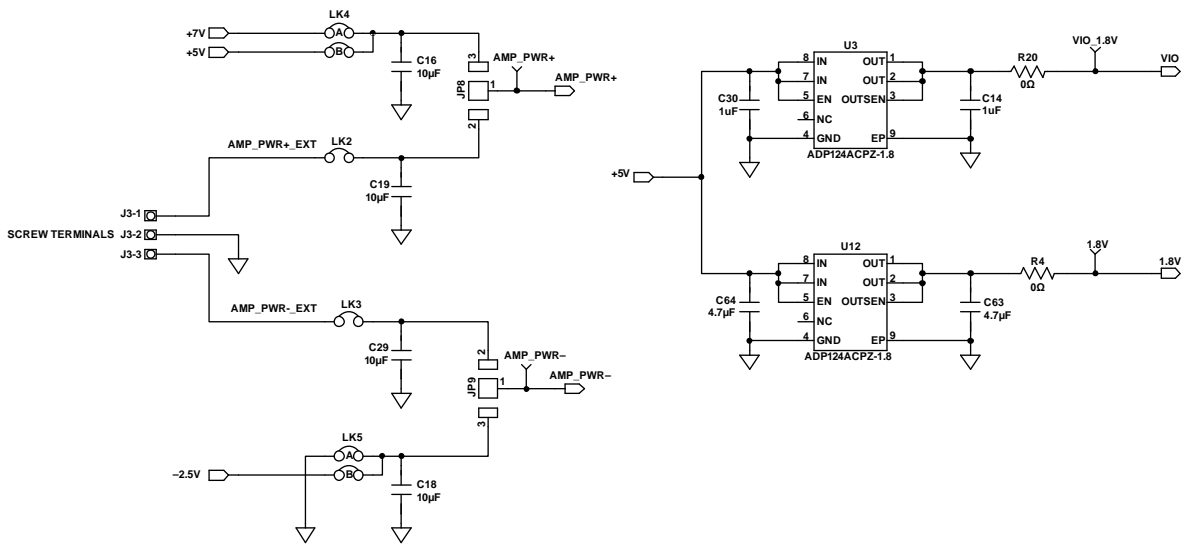 LK4
+7V
A
+5V
B
C16
10µF
3
JP8
1
2
AMP_PWR+
AMP_PWR+
AMP_PWR+_EXT
LK2
C19
10µF
J3-1
SCREW TERMINALS J3-2
J3-3
AMP_PWR-_EXT
LK3
C29
10µF
2
JP9
1
3
AMP_PWR–
AMP_PWR–
LK5
A
–2.5V
B
C18
10µF
+5V
U3
8 IN OUT 1
7 IN OUT 2
5 EN OUTSEN 3
6 NC
4 GND EP 9
ADP124ACPZ-1.8
C30
1uF
C14
1uF
R20
0Ω
VIO_1.8V
VIO
U12
8 IN OUT 1
7 IN OUT 2
5 EN OUTSEN 3
6 NC
4 GND EP 9
ADP124ACPZ-1.8
C64
4.7µF
C63
4.7µF
R4
0Ω
1.8V
1.8V